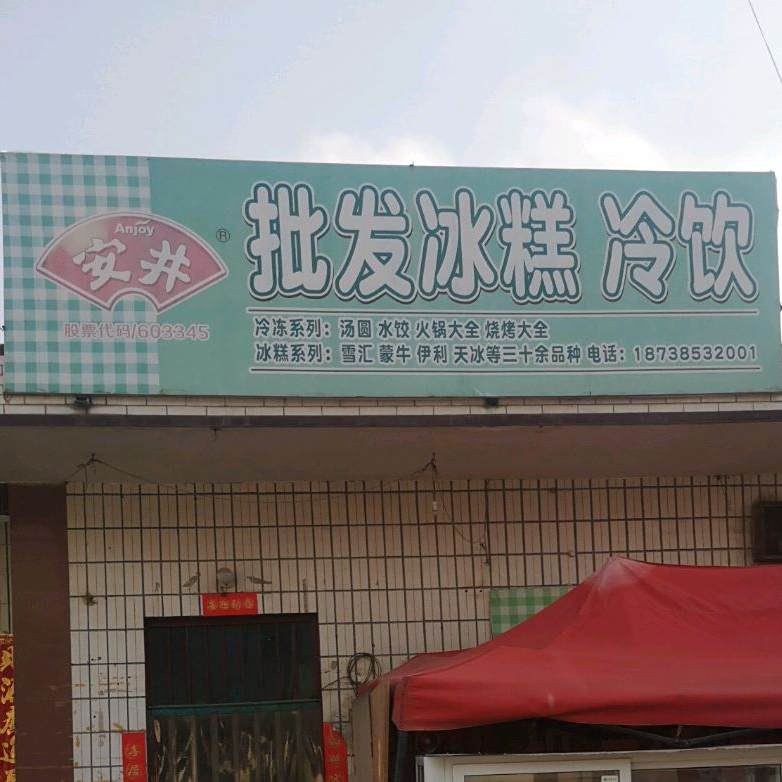 Anjoy
安井
®
股票代码/603345
批发冰糕 冷饮
冷冻系列：汤圆 水饺 火锅大全 烧烤大全
冰糕系列：雪汇 蒙牛 伊利 天冰等三十余品种 电话：18738532001